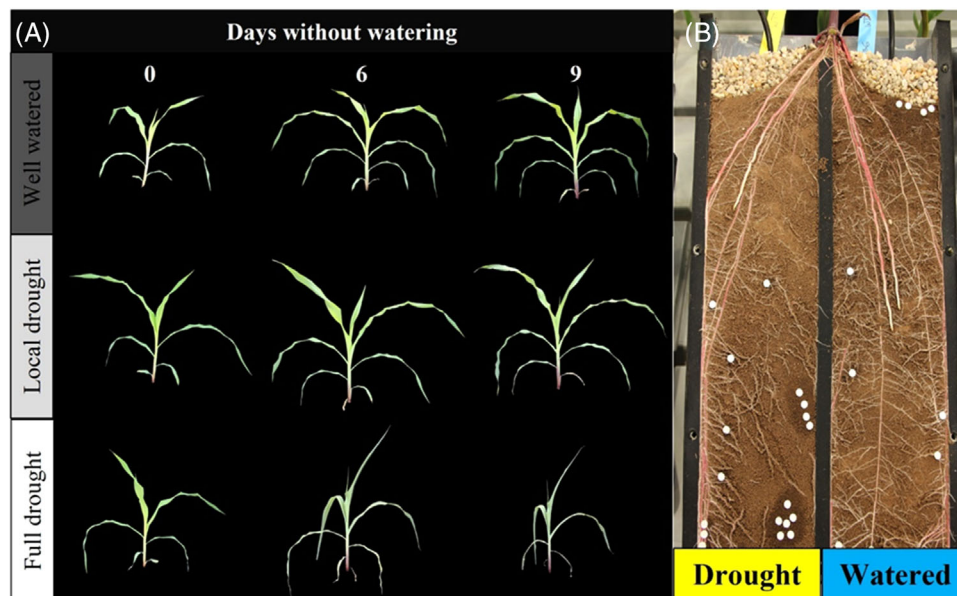 (A)
Days without watering
0 6 9
Well watered
Local drought
Full drought
(B)
Drought
Watered